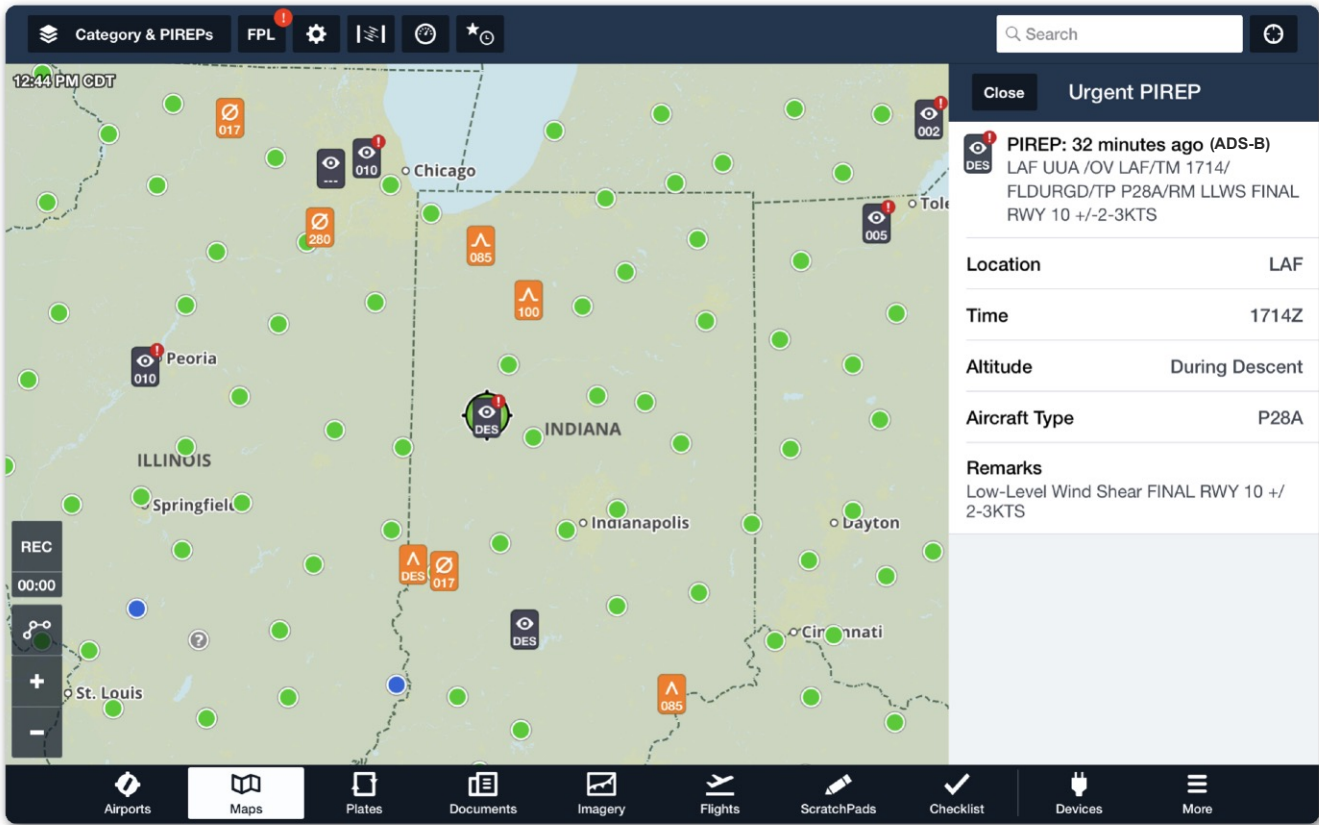 Category & PIREPs
FPL
!
Search
12:44 PM CDT
Close
Urgent PIREP
017
---
010
!
Chicago
002
!
DES
!
PIREP: 32 minutes ago (ADS-B)
LAF UUA /OV LAF/TM 1714/
FLDURGD/TP P28A/RM LLWS FINAL
RWY 10 +/-2-3KTS
280
085
005
!
Tole
Location
LAF
100
Time
1714Z
010
!
Peoria
Altitude
During Descent
DES
!
INDIANA
Aircraft Type
P28A
ILLINOIS
Remarks
Low-Level Wind Shear FINAL RWY 10 +/
2-3KTS
Springfiel
Indianapolis
Dayton
REC
00:00
DES
017
?
DES
Cincinnati
+
St. Louis
085
−
Airports
Maps
Plates
Documents
Imagery
Flights
ScratchPads
Checklist
Devices
More